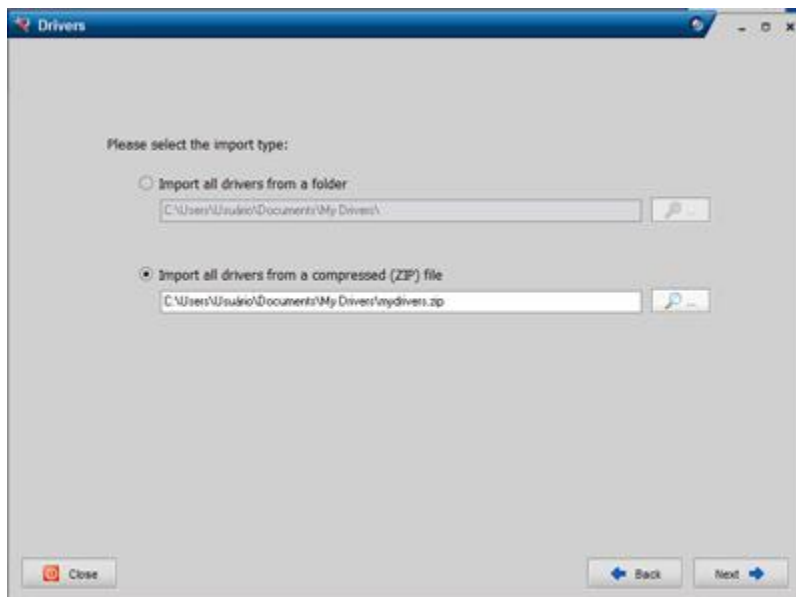 Drivers
Please select the import type:
Import all drivers from a folder
C:\Users\Usuário\Documents\My Drivers\
...
Import all drivers from a compressed (ZIP) file
C:\Users\Usuário\Documents\My Drivers\mydrivers.zip
...
Close
Back
Next